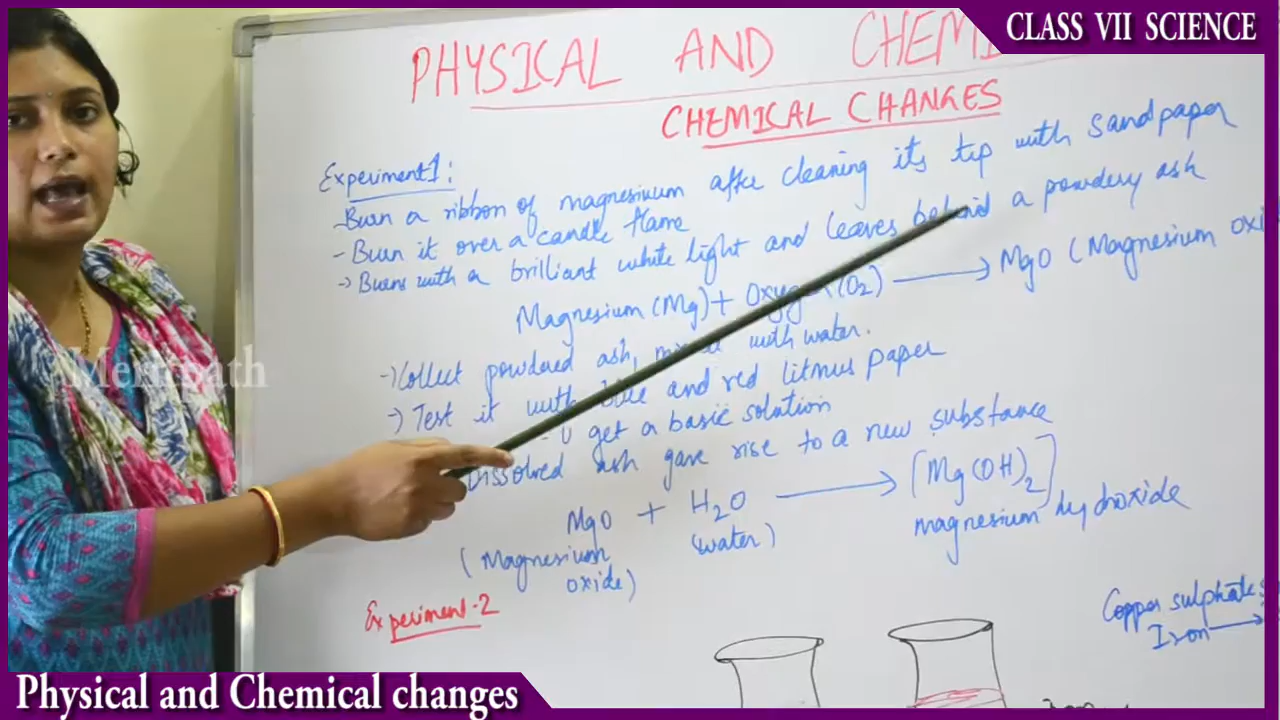 CLASS VII SCIENCE
PHYSICAL AND CHEMI
CHEMICAL CHANGES
Experiment 1:
- Burn a ribbon of magnesium after cleaning its tip with sandpaper
- Burn it over a candle flame
-> Burns with a brilliant white light and leaves behind a powdery ash
Magnesium (Mg) + Oxygen (O2) ⟶ MgO (Magnesium oxi
-> Collect powdered ash, mixed with water.
-> Test it with blue and red litmus paper
u get a basic solution
Dissolved ash gave rise to a new substance
MgO + H2O ⟶ [Mg(OH)2]
(Magnesium oxide) (water) magnesium hydroxide
Experiment-2
Copper sulphate
Iron ⟶
Meritpath
Physical and Chemical changes